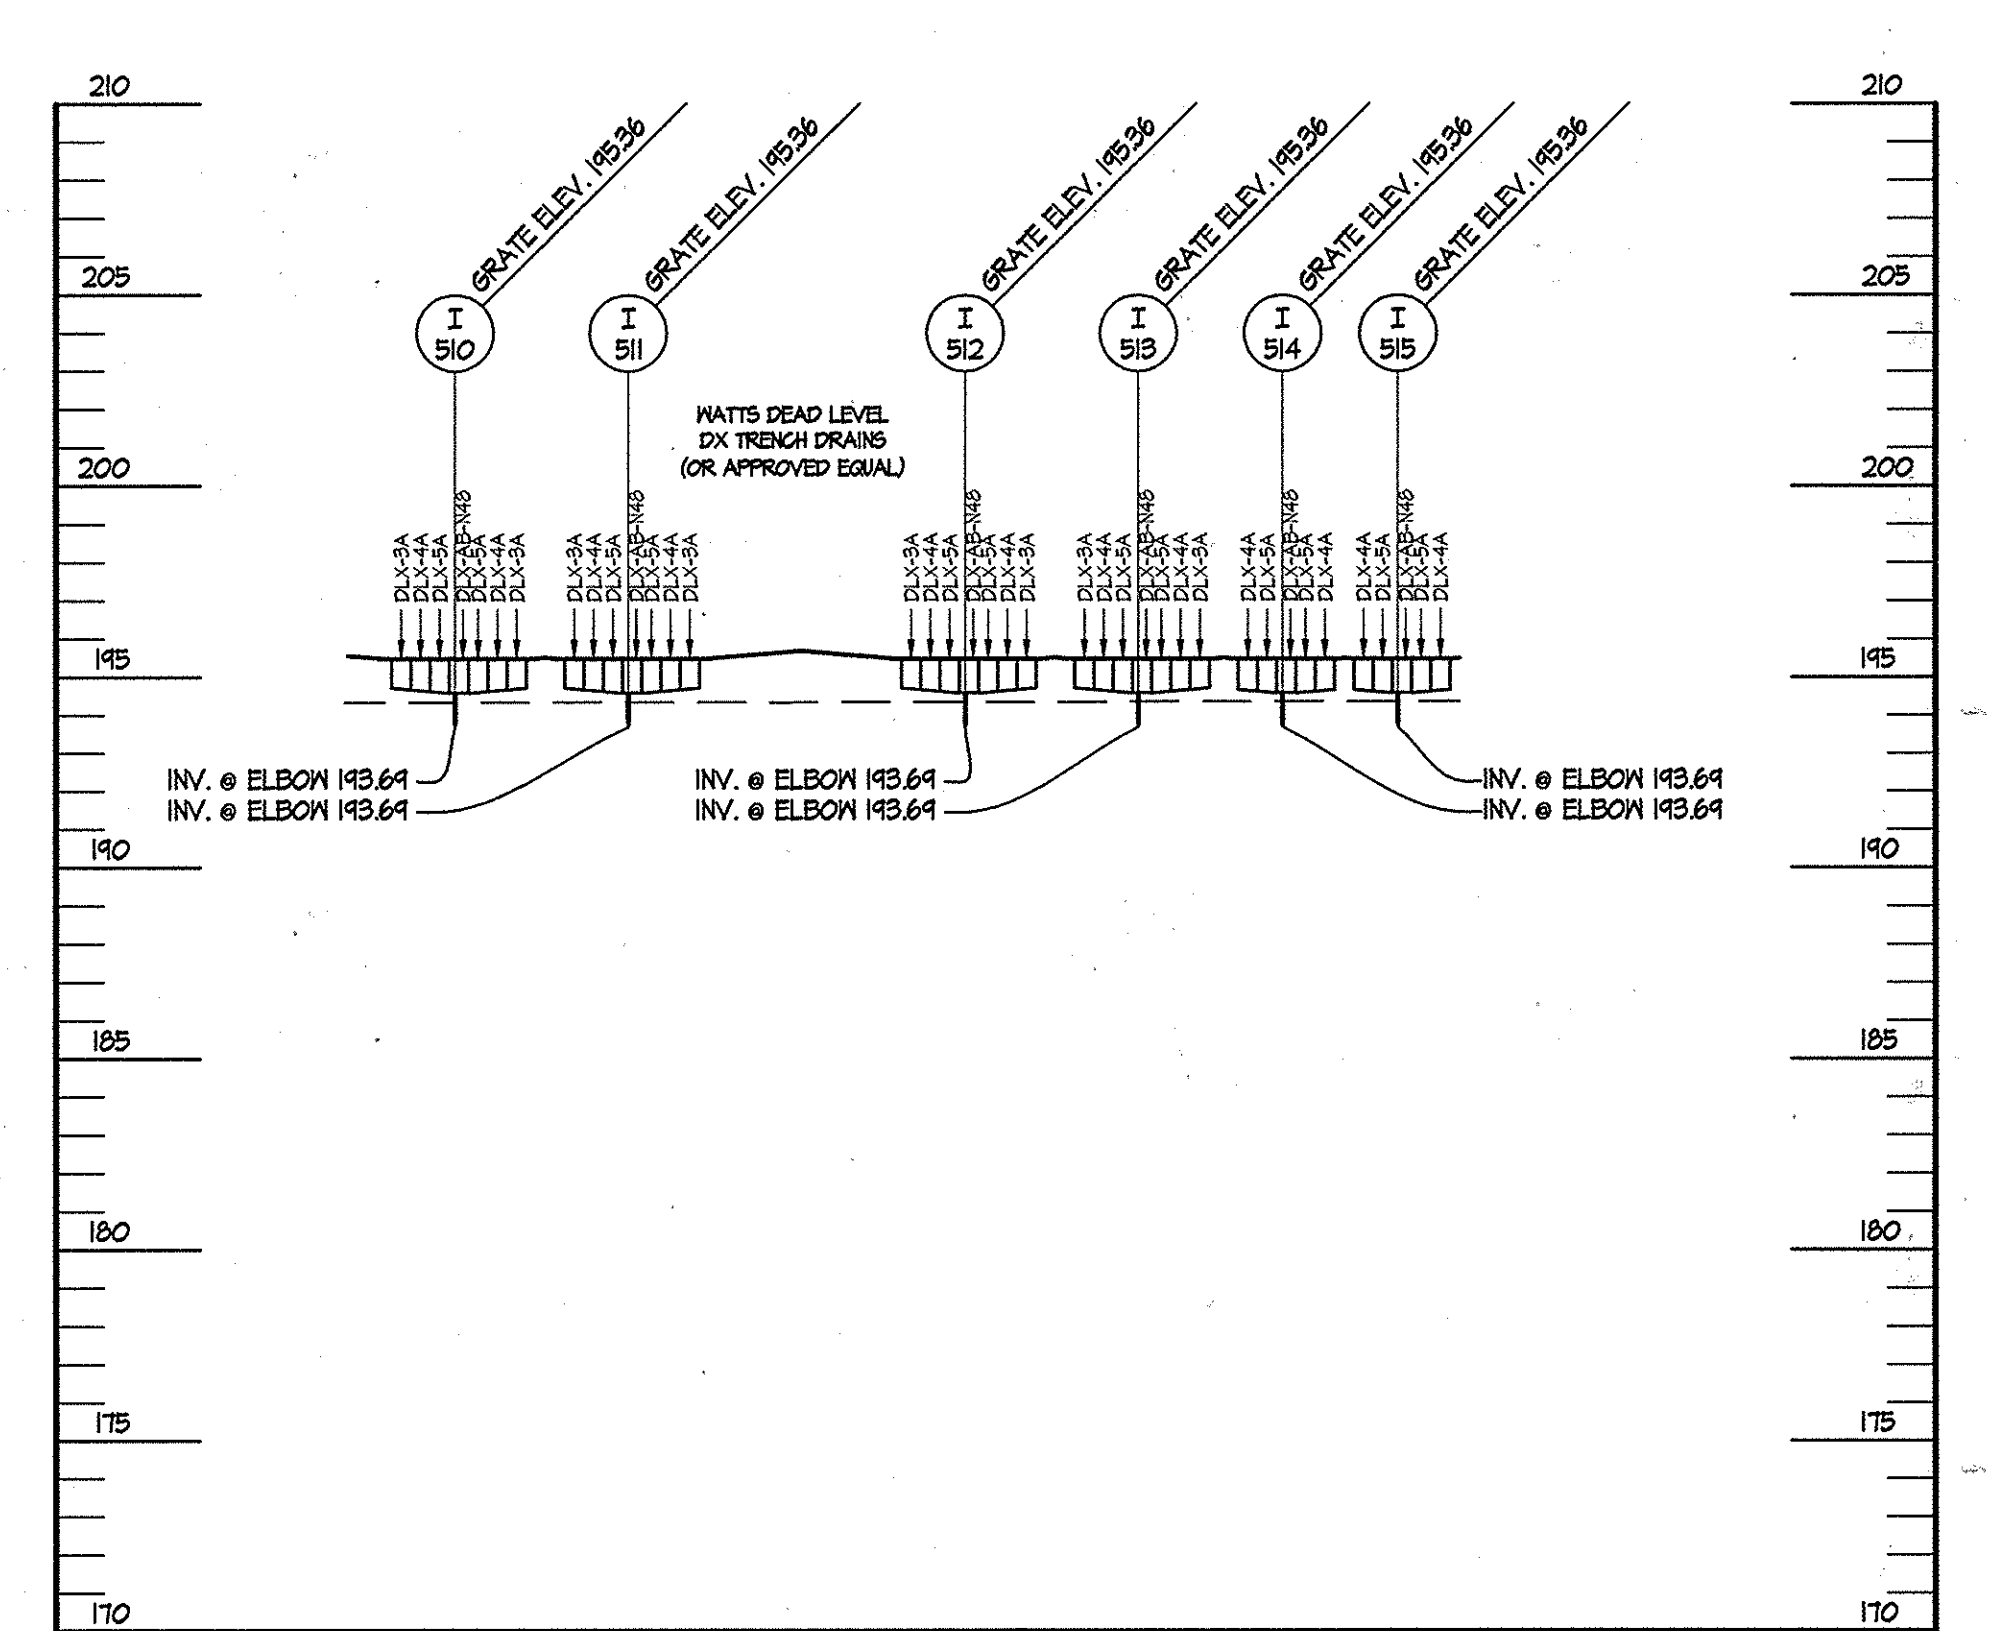 210
210
GRATE ELEV. 195.36
GRATE ELEV. 195.36
GRATE ELEV. 195.36
GRATE ELEV. 195.36
GRATE ELEV. 195.36
GRATE ELEV. 195.36
205
205
I
510
I
511
I
512
I
513
I
514
I
515
WATTS DEAD LEVEL
DX TRENCH DRAINS
(OR APPROVED EQUAL)
200
200
DLX-3A
DLX-4A
DLX-5A
DLX-AB-N48
DLX-5A
DLX-4A
DLX-3A
DLX-3A
DLX-4A
DLX-5A
DLX-AB-N48
DLX-5A
DLX-4A
DLX-3A
DLX-3A
DLX-4A
DLX-5A
DLX-AB-N48
DLX-5A
DLX-4A
DLX-3A
DLX-3A
DLX-4A
DLX-5A
DLX-AB-N48
DLX-5A
DLX-4A
DLX-3A
DLX-4A
DLX-5A
DLX-AB-N48
DLX-5A
DLX-4A
DLX-4A
DLX-5A
DLX-AB-N48
DLX-5A
DLX-4A
195
195
INV. @ ELBOW 193.69
INV. @ ELBOW 193.69
INV. @ ELBOW 193.69
INV. @ ELBOW 193.69
INV. @ ELBOW 193.69
INV. @ ELBOW 193.69
190
190
185
185
180
180
175
175
170
170